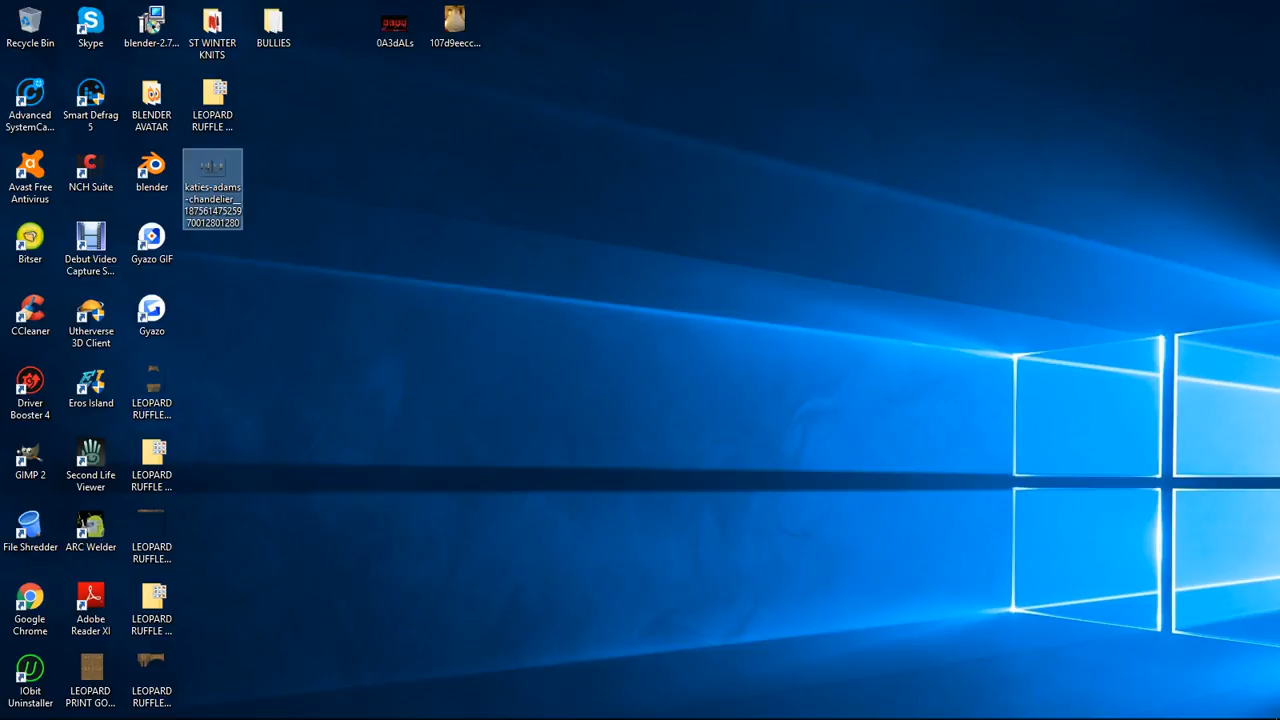 Recycle Bin
Skype
blender-2.7...
ST WINTER
KNITS
BULLIES
0A3dALs
107d9eecc...
Advanced
SystemCa...
Smart Defrag
5
BLENDER
AVATAR
LEOPARD
RUFFLE ...
Avast Free
Antivirus
NCH Suite
blender
katies-adams
-chandelier__
187561475259
70012801280
Bitser
Debut Video
Capture S...
Gyazo GIF
CCleaner
Utherverse
3D Client
Gyazo
Driver
Booster 4
Eros Island
LEOPARD
RUFFLE...
GIMP 2
Second Life
Viewer
LEOPARD
RUFFLE ...
File Shredder
ARC Welder
LEOPARD
RUFFLE...
Google
Chrome
Adobe
Reader XI
LEOPARD
RUFFLE ...
IObit
Uninstaller
LEOPARD
PRINT GO...
LEOPARD
RUFFLE...